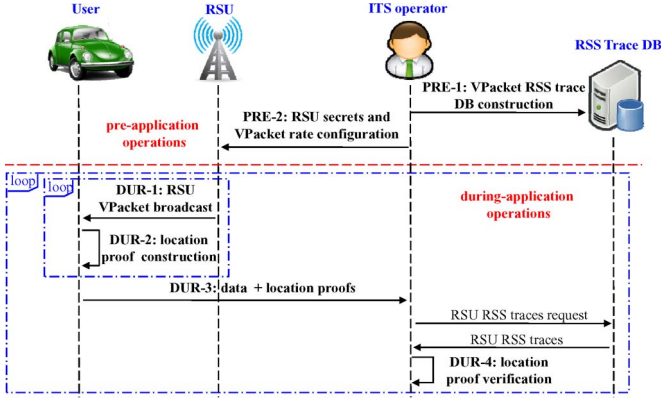 User
RSU
ITS operator
RSS Trace DB
PRE-1: VPacket RSS trace
DB construction
PRE-2: RSU secrets and
VPacket rate configuration
pre-application
operations
loop
loop
DUR-1: RSU
VPacket broadcast
during-application
operations
DUR-2: location
proof construction
DUR-3: data + location proofs
RSU RSS traces request
RSU RSS traces
DUR-4: location
proof verification